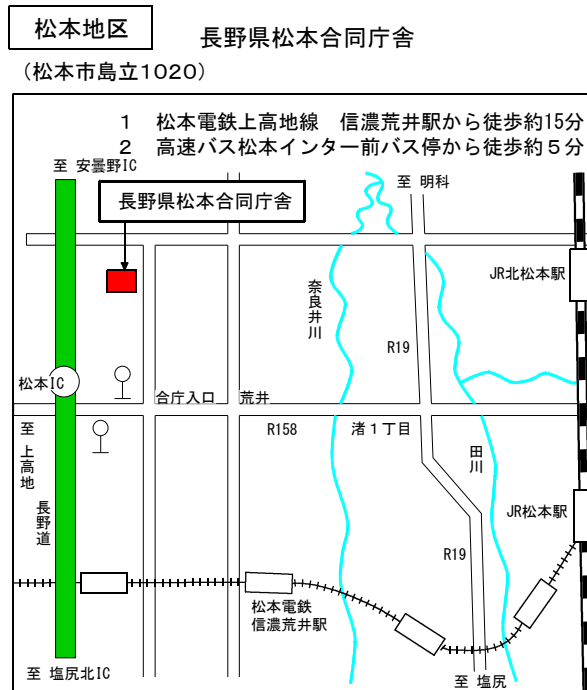 松本地区
長野県松本合同庁舎
（松本市島立1020）
1　松本電鉄上高地線　信濃荒井駅から徒歩約15分
2　高速バス松本インター前バス停から徒歩約５分
至 安曇野IC
至 明科
長野県松本合同庁舎
JR北松本駅
奈良井川
R19
松本IC
合庁入口
荒井
R158
渚１丁目
至 上高地
田川
長野道
JR松本駅
R19
松本電鉄
信濃荒井駅
至 塩尻北IC
至 塩尻